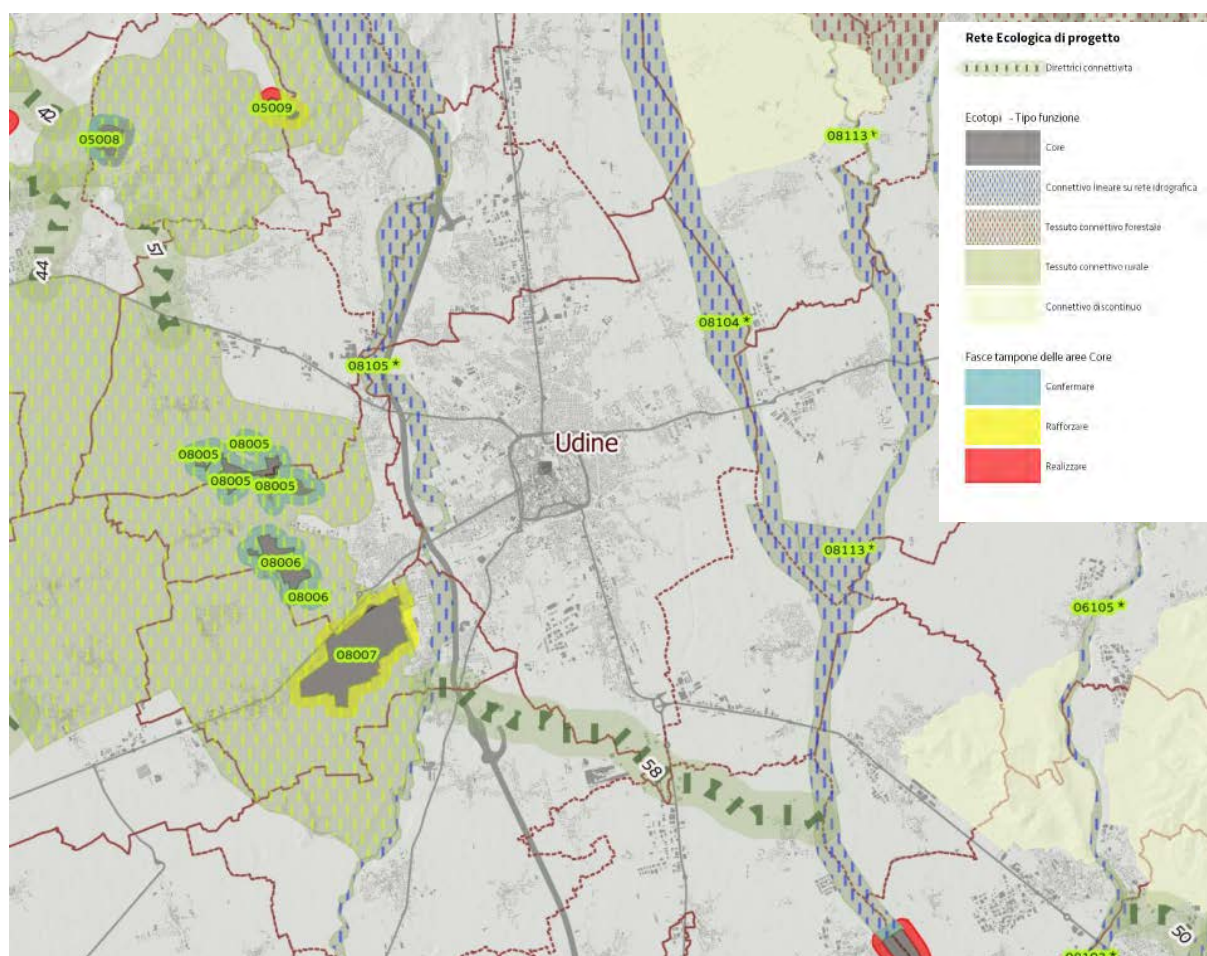 Rete Ecologica di progetto
Direttrici connettività
Ecotopi - Tipo funzione
Core
Connettivo lineare su rete idrografica
Tessuto connettivo forestale
Tessuto connettivo rurale
Connettivo discontinuo
Fasce tampone delle aree Core
Confermare
Rafforzare
Realizzare
42
05009
05008
08113 *
57
44
08104 *
08105 *
Udine
08005
08005
08005
08005
08113 *
08006
08006
06105 *
08007
58
50